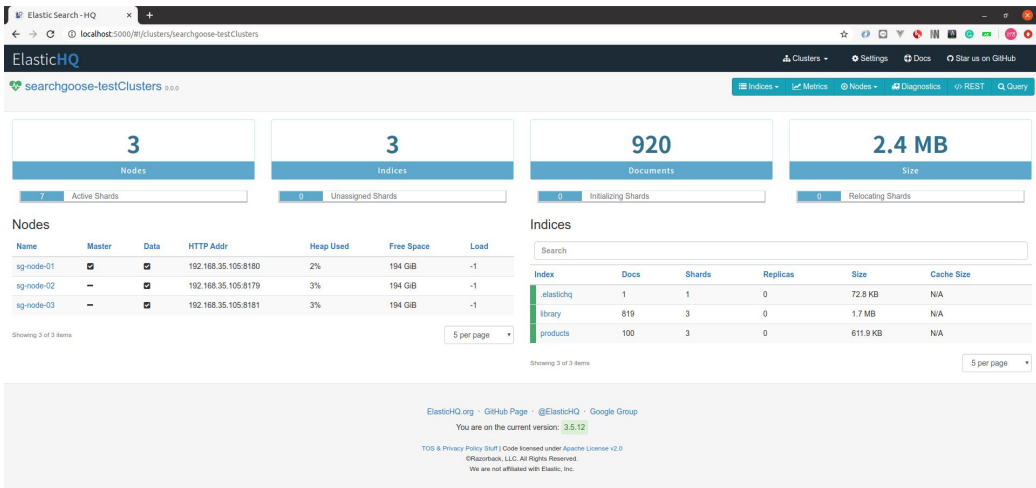 Elastic Search - HQ
localhost:5000/#!/clusters/searchgoose-testClusters
ElasticHQ
Clusters
Settings
Docs
Star us on GitHub
searchgoose-testClusters 0.0.0
Indices
Metrics
Nodes
Diagnostics
</> REST
Query
3
Nodes
3
Indices
920
Documents
2.4 MB
Size
7 Active Shards
0 Unassigned Shards
0 Initializing Shards
0 Relocating Shards
Nodes
Name Master Data HTTP Addr Heap Used Free Space Load
sg-node-01 192.168.35.105:8180 2% 194 GiB -1
sg-node-02 192.168.35.105:8179 3% 194 GiB -1
sg-node-03 192.168.35.105:8181 3% 194 GiB -1
Showing 3 of 3 items
5 per page
Indices
Search
Index Docs Shards Replicas Size Cache Size
.elastichq 1 1 0 72.8 KB N/A
library 819 3 0 1.7 MB N/A
products 100 3 0 611.9 KB N/A
Showing 3 of 3 items
5 per page
ElasticHQ.org · GitHub Page · @ElasticHQ · Google Group
You are on the current version: 3.5.12
TOS & Privacy Policy Stuff | Code licensed under Apache License v2.0
©Razorback, LLC. All Rights Reserved.
We are not affiliated with Elastic, Inc.